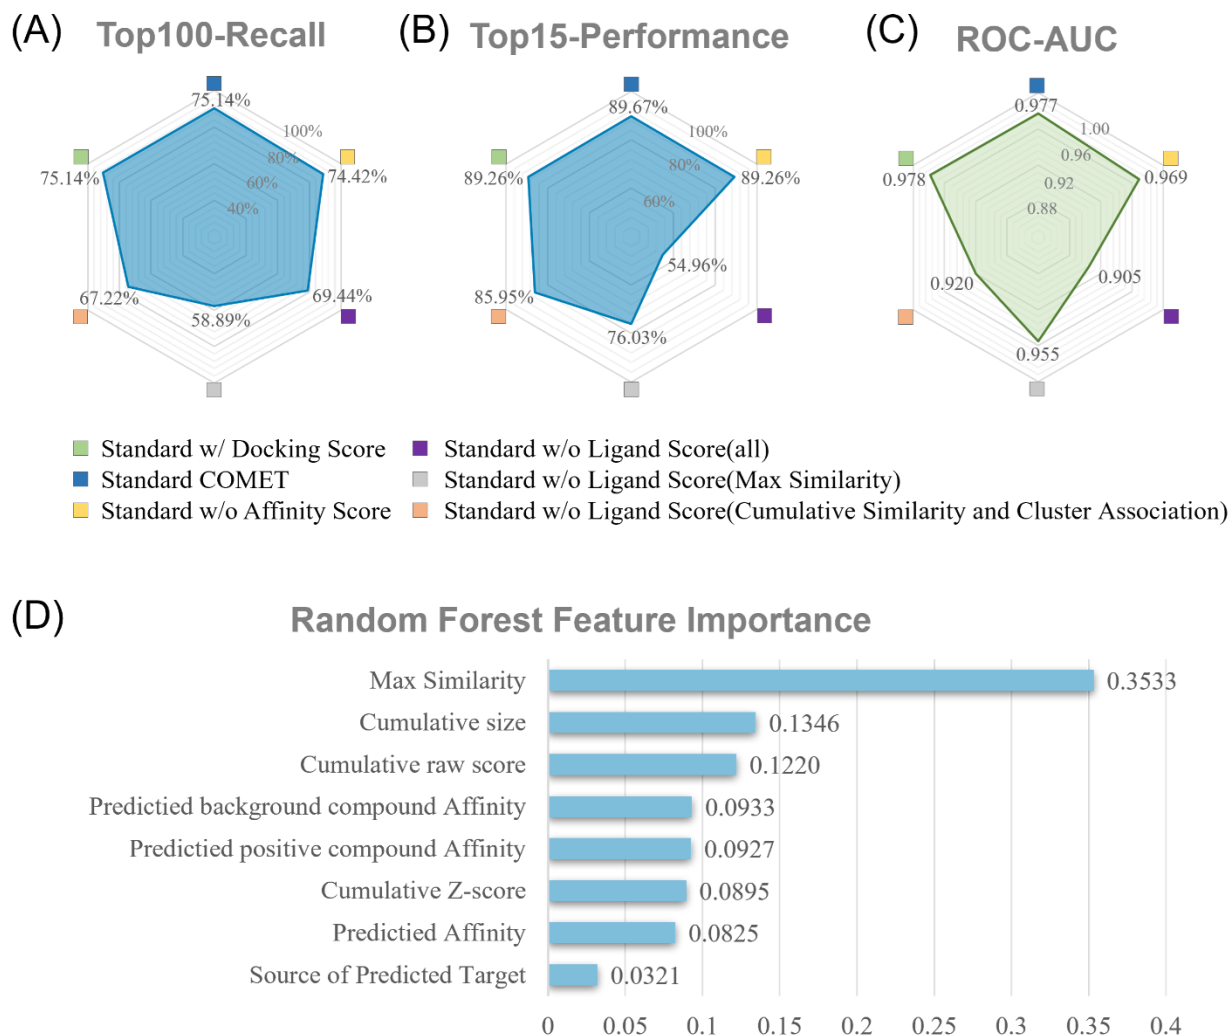 (A) Top100-Recall
75.14%
100%
80%
60%
40%
75.14%
74.42%
67.22%
69.44%
58.89%
(B) Top15-Performance
89.67%
100%
80%
60%
89.26%
89.26%
54.96%
85.95%
76.03%
(C) ROC-AUC
0.977
1.00
0.96
0.92
0.88
0.978
0.969
0.920
0.905
0.955
Standard w/ Docking Score
Standard COMET
Standard w/o Affinity Score
Standard w/o Ligand Score(all)
Standard w/o Ligand Score(Max Similarity)
Standard w/o Ligand Score(Cumulative Similarity and Cluster Association)
(D) Random Forest Feature Importance
Max Similarity 0.3533
Cumulative size 0.1346
Cumulative raw score 0.1220
Predictied background compound Affinity 0.0933
Predictied positive compound Affinity 0.0927
Cumulative Z-score 0.0895
Predictied Affinity 0.0825
Source of Predicted Target 0.0321
0 0.05 0.1 0.15 0.2 0.25 0.3 0.35 0.4